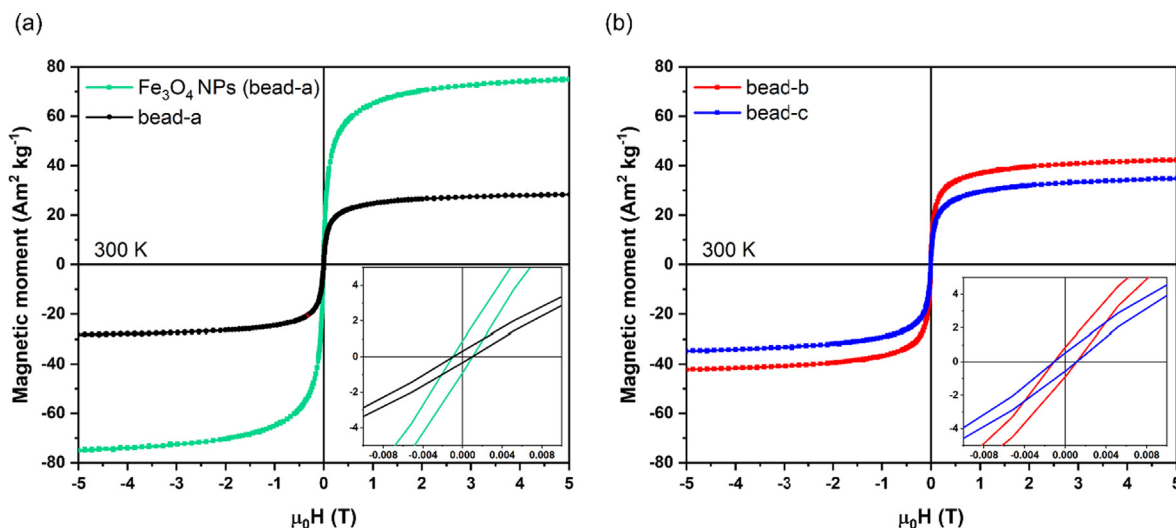 (a)
(b)
Magnetic moment (Am² kg⁻¹)
80
60
40
20
0
-20
-40
-60
-80
Fe₃O₄ NPs (bead-a)
bead-a
300 K
4
2
0
-2
-4
-0.008 -0.004 0.000 0.004 0.008
-5 -4 -3 -2 -1 0 1 2 3 4 5
μ₀H (T)
Magnetic moment (Am² kg⁻¹)
80
60
40
20
0
-20
-40
-60
-80
bead-b
bead-c
300 K
4
2
0
-2
-4
-0.008 -0.004 0.000 0.004 0.008
-5 -4 -3 -2 -1 0 1 2 3 4 5
μ₀H (T)